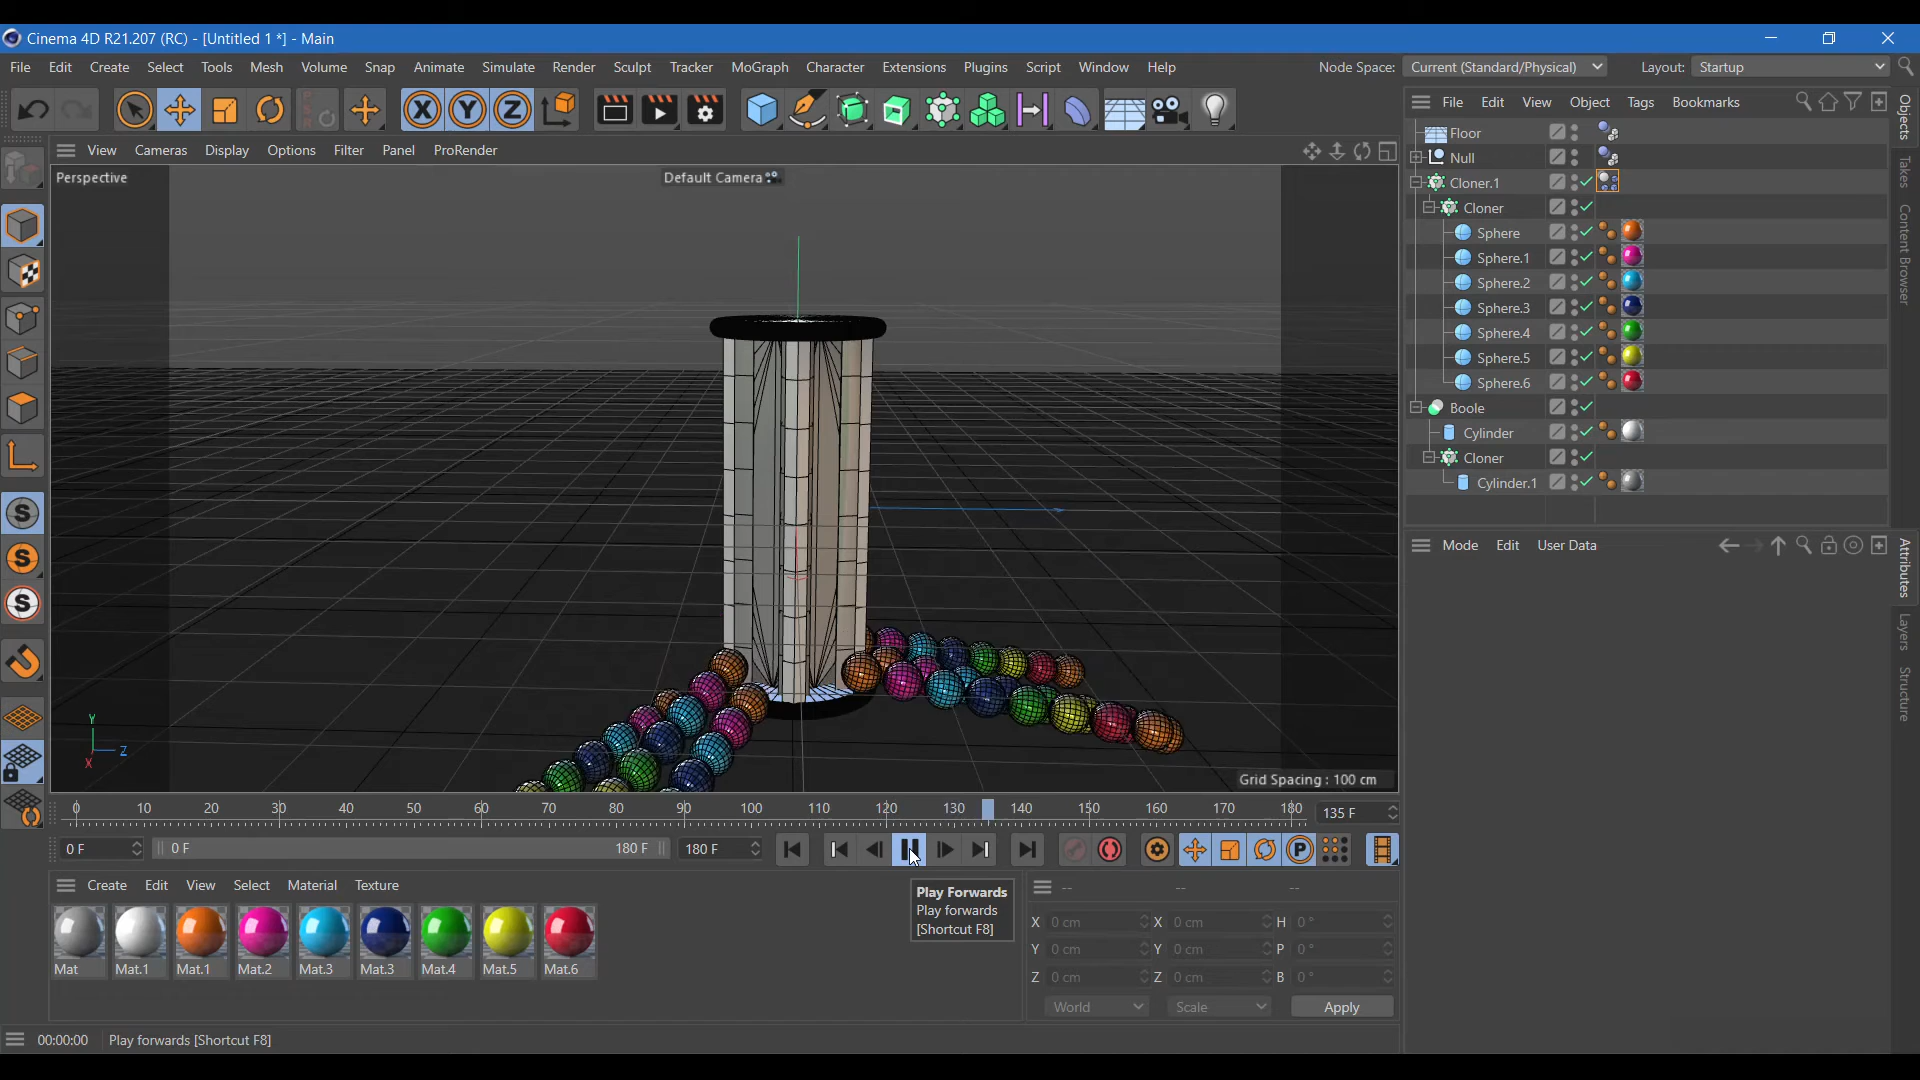 Cinema 4D R21.207 (RC) - [Untitled 1 *] - Main
File Edit Create Select Tools Mesh Volume Snap Animate Simulate Render Sculpt Tracker MoGraph Character Extensions Plugins Script Window Help
Node Space: Current (Standard/Physical) Layout: Startup
File Edit View Object Tags Bookmarks
View Cameras Display Options Filter Panel ProRender
Perspective
Default Camera
Floor
Null
Cloner.1
Cloner
Sphere
Sphere.1
Sphere.2
Sphere.3
Sphere.4
Sphere.5
Sphere.6
Boole
Cylinder
Cloner
Cylinder.1
Objects
Takes
Content Browser
Mode Edit User Data
Attributes
Layers
Structure
Y
Z
X
Grid Spacing : 100 cm
0 10 20 30 40 50 60 70 80 90 100 110 120 130 140 150 160 170 180 135 F
0 F 0 F 180 F 180 F
Create Edit View Select Material Texture
Mat Mat.1 Mat.1 Mat.2 Mat.3 Mat.3 Mat.4 Mat.5 Mat.6
Play Forwards
Play forwards
[Shortcut F8]
-- -- --
X 0 cm X 0 cm H 0 °
Y 0 cm Y 0 cm P 0 °
Z 0 cm Z 0 cm B 0 °
World Scale Apply
00:00:00 Play forwards [Shortcut F8]